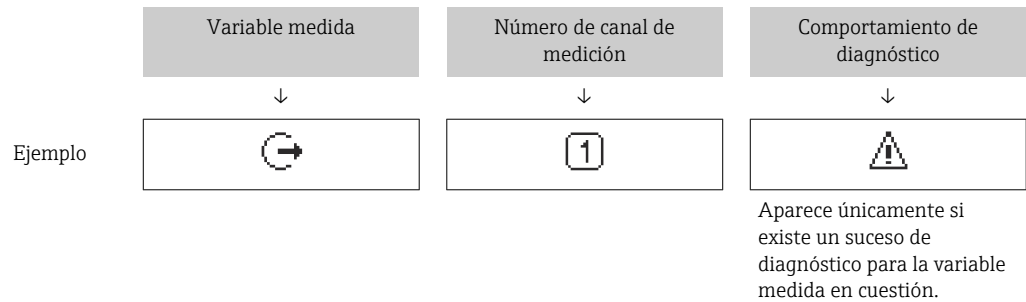 Variable medida
Número de canal de
medición
Comportamiento de
diagnóstico
↓
↓
↓
Ejemplo
1
Aparece únicamente si
existe un suceso de
diagnóstico para la variable
medida en cuestión.